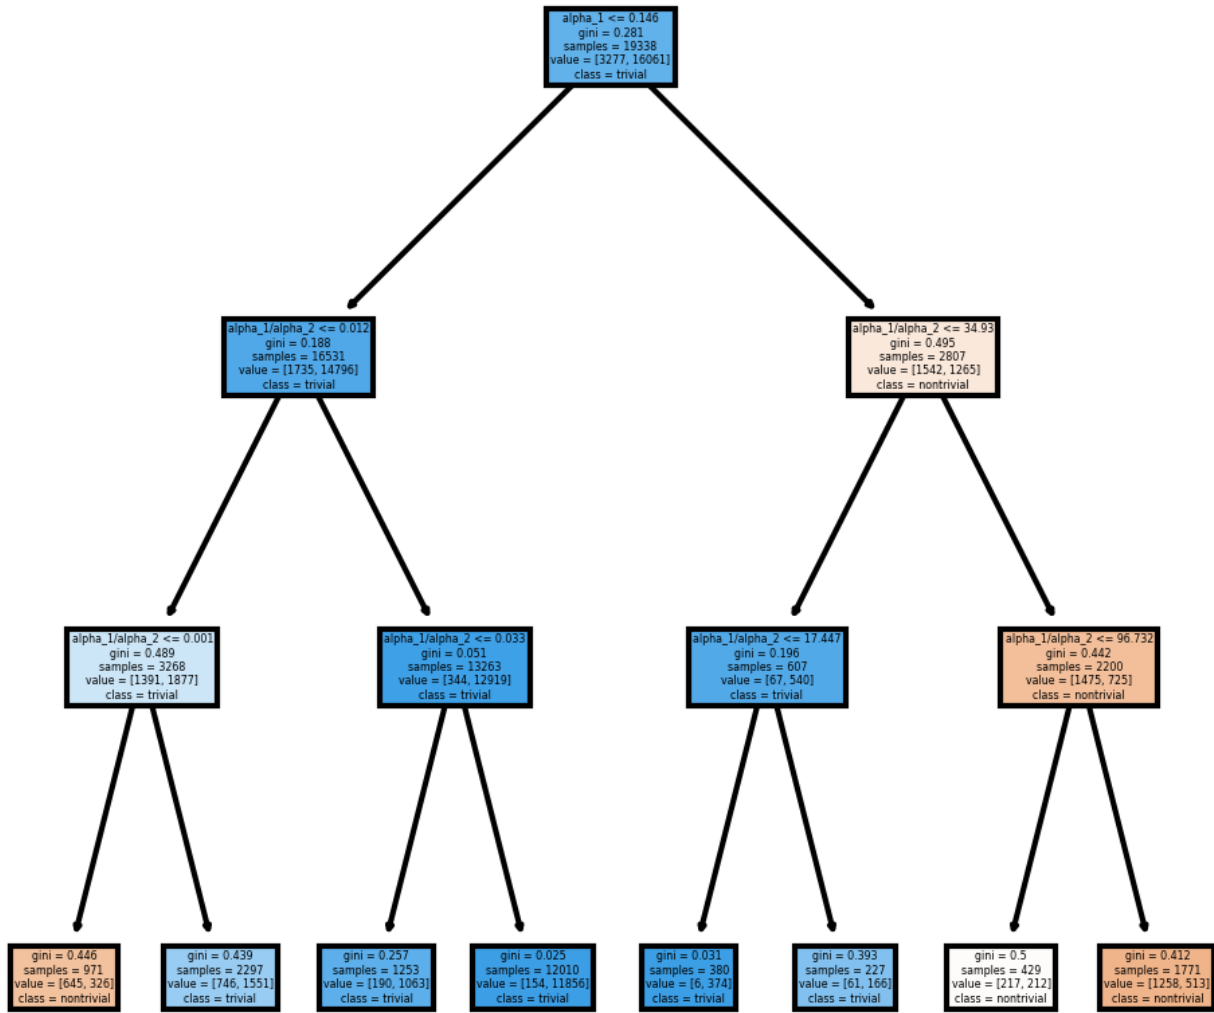 alpha_1 <= 0.146
gini = 0.281
samples = 19338
value = [3277, 16061]
class = trivial
alpha_1/alpha_2 <= 0.012
gini = 0.188
samples = 16531
value = [1735, 14796]
class = trivial
alpha_1/alpha_2 <= 34.93
gini = 0.495
samples = 2807
value = [1542, 1265]
class = nontrivial
alpha_1/alpha_2 <= 0.001
gini = 0.489
samples = 3268
value = [1391, 1877]
class = trivial
alpha_1/alpha_2 <= 0.033
gini = 0.051
samples = 13263
value = [344, 12919]
class = trivial
alpha_1/alpha_2 <= 17.447
gini = 0.196
samples = 607
value = [67, 540]
class = trivial
alpha_1/alpha_2 <= 96.732
gini = 0.442
samples = 2200
value = [1475, 725]
class = nontrivial
gini = 0.446
samples = 971
value = [645, 326]
class = nontrivial
gini = 0.439
samples = 2297
value = [746, 1551]
class = trivial
gini = 0.257
samples = 1253
value = [190, 1063]
class = trivial
gini = 0.025
samples = 12010
value = [154, 11856]
class = trivial
gini = 0.031
samples = 380
value = [6, 374]
class = trivial
gini = 0.393
samples = 227
value = [61, 166]
class = trivial
gini = 0.5
samples = 429
value = [217, 212]
class = nontrivial
gini = 0.412
samples = 1771
value = [1258, 513]
class = nontrivial